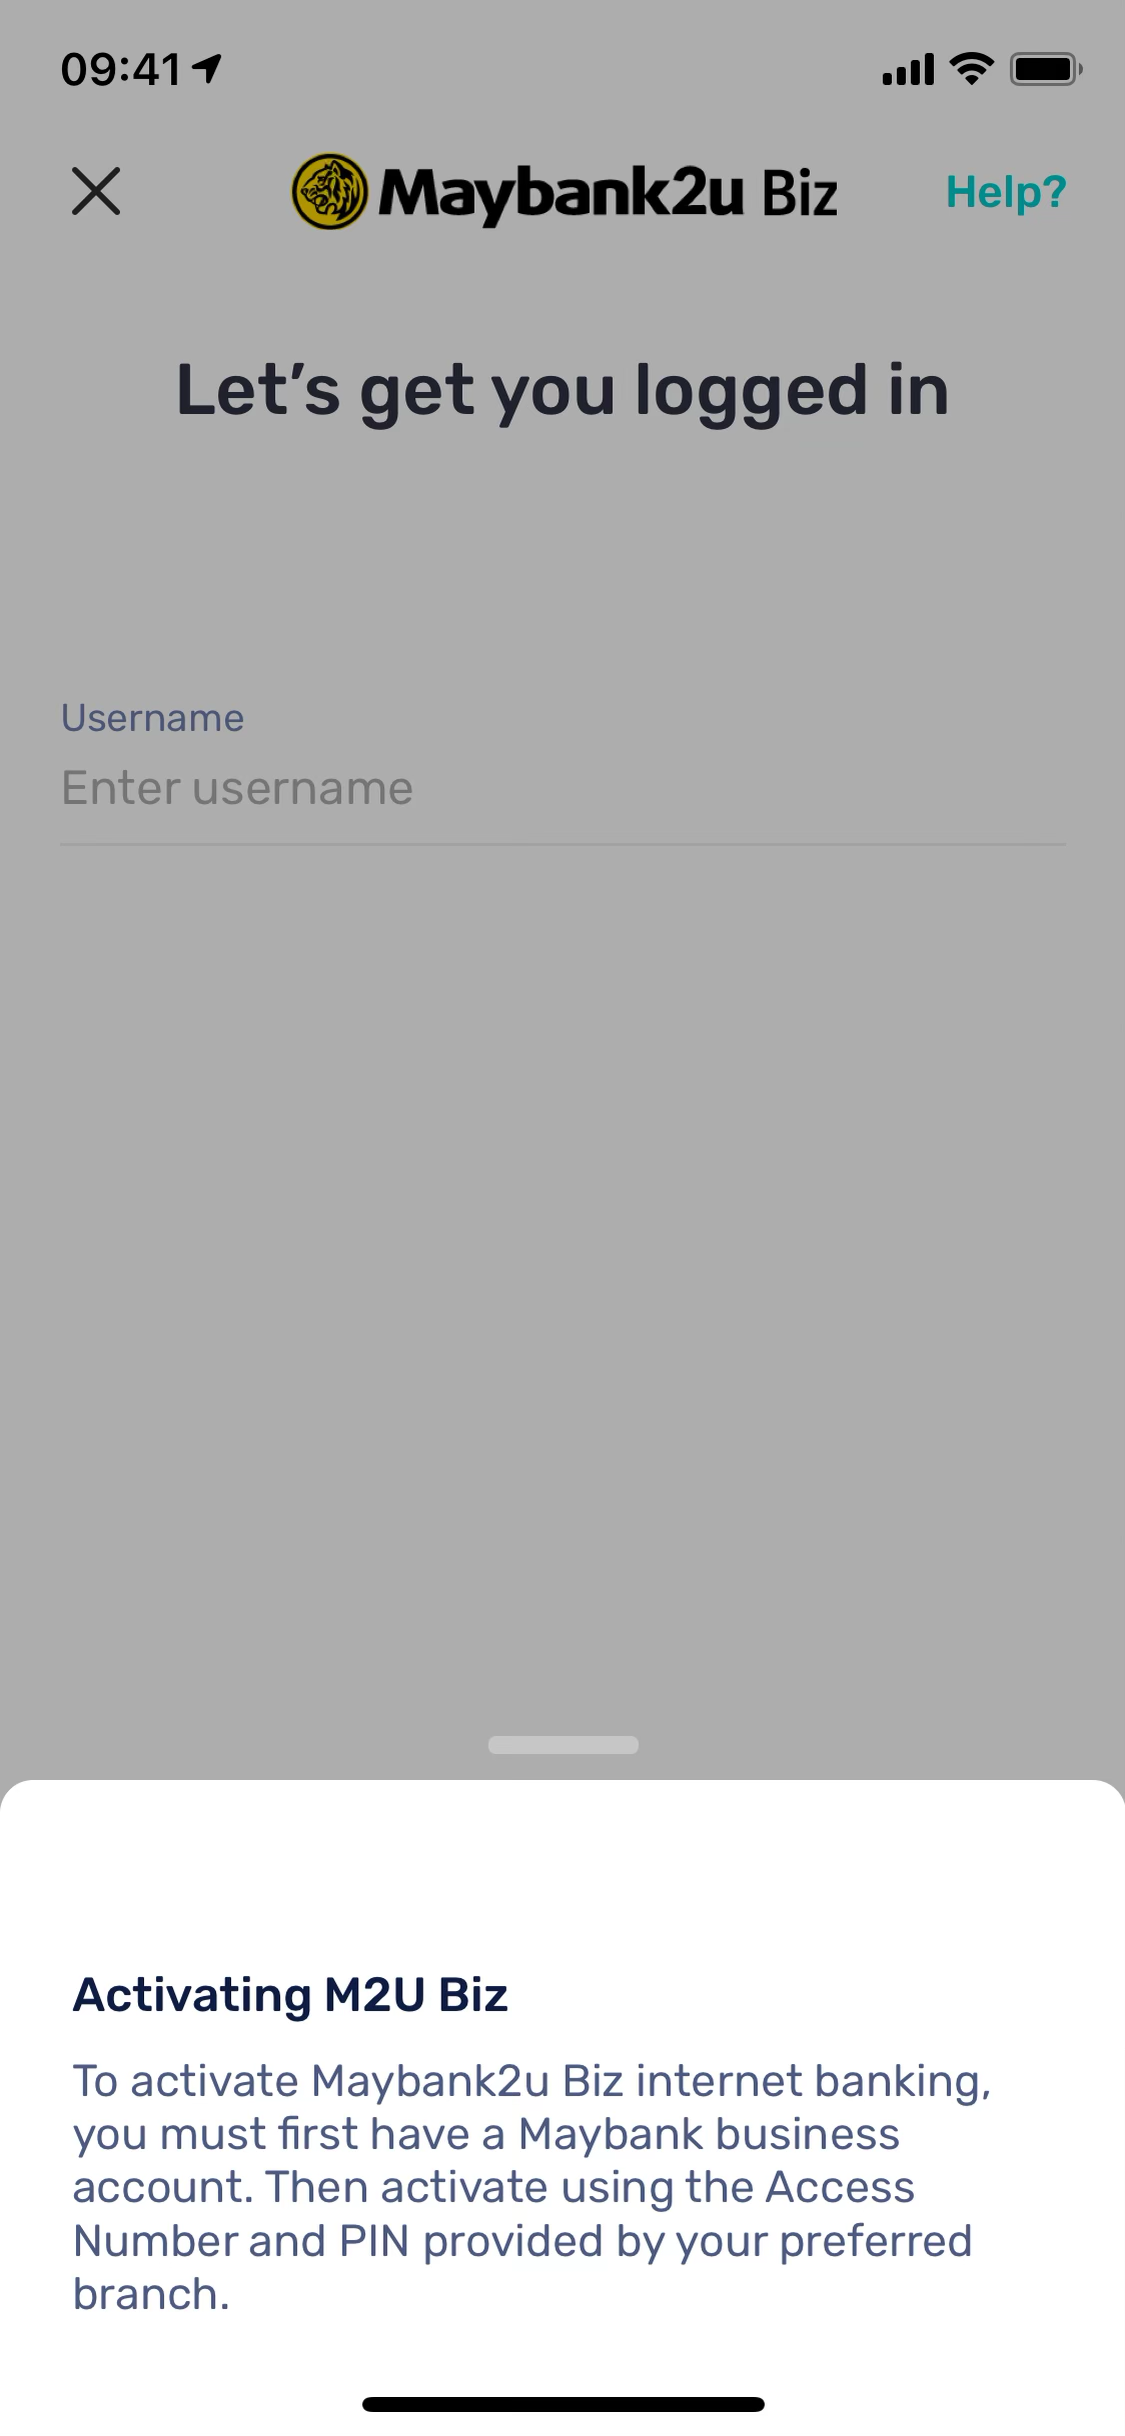 09:41
Maybank2u Biz
Help?
Let’s get you logged in
Username
Enter username
Activating M2U Biz
To activate Maybank2u Biz internet banking,
you must first have a Maybank business
account. Then activate using the Access
Number and PIN provided by your preferred
branch.